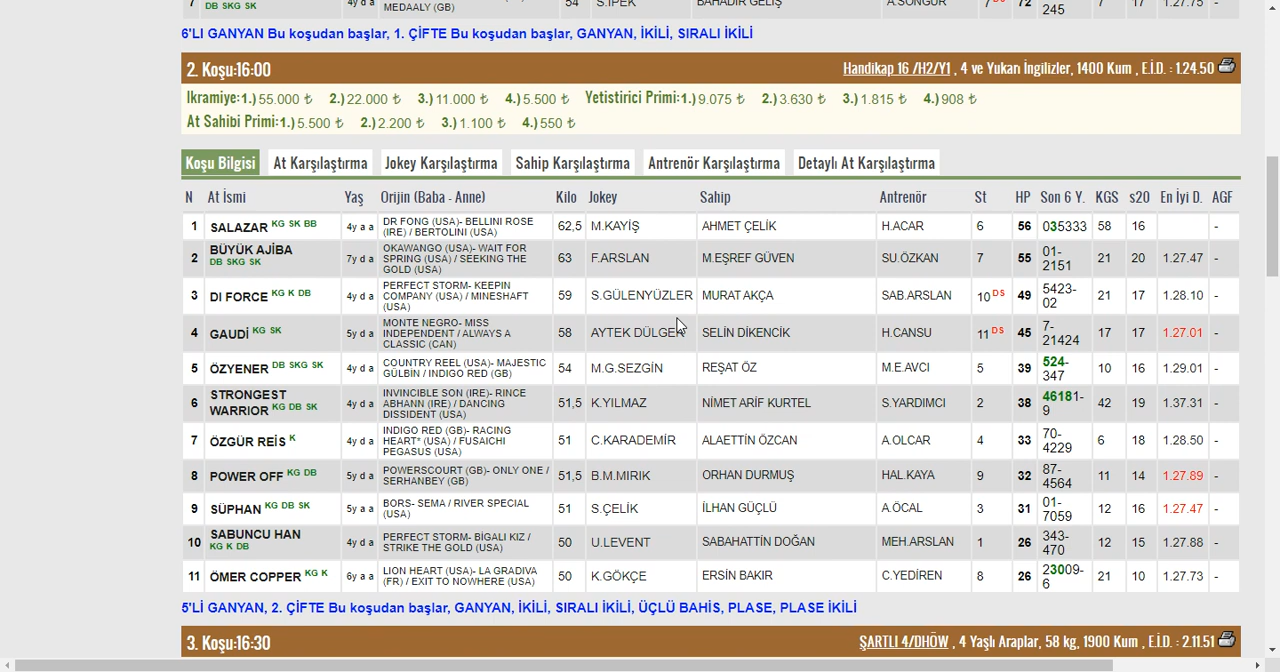 7 DB SKG SK 4y d a MEDAALY (GB) 54 S.İPEK BAHADIR GELİŞ A.SONGUR 7 DS 72 245 7 17 1.27.75 -
6'LI GANYAN Bu koşudan başlar, 1. ÇİFTE Bu koşudan başlar, GANYAN, İKİLİ, SIRALI İKİLİ
2. Koşu:16:00 Handikap 16 /H2/Y1 , 4 ve Yukarı İngilizler, 1400 Kum , E.İ.D. : 1.24.50
Ikramiye:1.) 55.000 ₺ 2.) 22.000 ₺ 3.) 11.000 ₺ 4.) 5.500 ₺ Yetistirici Primi:1.) 9.075 ₺ 2.) 3.630 ₺ 3.) 1.815 ₺ 4.) 908 ₺
At Sahibi Primi:1.) 5.500 ₺ 2.) 2.200 ₺ 3.) 1.100 ₺ 4.) 550 ₺
Koşu Bilgisi At Karşılaştırma Jokey Karşılaştırma Sahip Karşılaştırma Antrenör Karşılaştırma Detaylı At Karşılaştırma
N At İsmi Yaş Orijin (Baba - Anne) Kilo Jokey Sahip Antrenör St HP Son 6 Y. KGS s20 En İyi D. AGF
1 SALAZAR KG SK BB 4y a a DR FONG (USA)- BELLINI ROSE (IRE) / BERTOLINI (USA) 62,5 M.KAYİŞ AHMET ÇELİK H.ACAR 6 56 035333 58 16 -
2 BÜYÜK AJİBA DB SKG SK 7y d a OKAWANGO (USA)- WAIT FOR SPRING (USA) / SEEKING THE GOLD (USA) 63 F.ARSLAN M.EŞREF GÜVEN SU.ÖZKAN 7 55 01-2151 21 20 1.27.47 -
3 DI FORCE KG K DB 4y d a PERFECT STORM- KEEPIN COMPANY (USA) / MINESHAFT (USA) 59 S.GÜLENYÜZLER MURAT AKÇA SAB.ARSLAN 10 DS 49 5423-02 21 17 1.28.10 -
4 GAUDİ KG SK 5y d a MONTE NEGRO- MISS INDEPENDENT / ALWAYS A CLASSIC (CAN) 58 AYTEK DÜLGER SELİN DİKENCİK H.CANSU 11 DS 45 7-21424 17 17 1.27.01 -
5 ÖZYENER DB SKG SK 4y d a COUNTRY REEL (USA)- MAJESTIC GÜLBİN / INDIGO RED (GB) 54 M.G.SEZGİN REŞAT ÖZ M.E.AVCI 5 39 524-347 10 16 1.29.01 -
6 STRONGEST WARRIOR KG DB SK 4y d a INVINCIBLE SON (IRE)- RINCE ABHANN (IRE) / DANCING DISSIDENT (USA) 51,5 K.YILMAZ NİMET ARİF KURTEL S.YARDIMCI 2 38 46181-9 42 19 1.37.31 -
7 ÖZGÜR REİS K 4y d a INDIGO RED (GB)- RACING HEART* (USA) / FUSAICHI PEGASUS (USA) 51 C.KARADEMİR ALAETTİN ÖZCAN A.OLCAR 4 33 70-4229 6 18 1.28.50 -
8 POWER OFF KG DB 5y d a POWERSCOURT (GB)- ONLY ONE / SERHANBEY (GB) 51,5 B.M.MIRIK ORHAN DURMUŞ HAL.KAYA 9 32 87-4564 11 14 1.27.89 -
9 SÜPHAN KG DB SK 5y a a BORS- SEMA / RIVER SPECIAL (USA) 51 S.ÇELİK İLHAN GÜÇLÜ A.ÖCAL 3 31 01-7059 12 16 1.27.47 -
10 SABUNCU HAN KG K DB 4y d a PERFECT STORM- BİGALI KIZ / STRIKE THE GOLD (USA) 50 U.LEVENT SABAHATTİN DOĞAN MEH.ARSLAN 1 26 343-470 12 15 1.27.88 -
11 ÖMER COPPER KG K 6y a a LION HEART (USA)- LA GRADIVA (FR) / EXIT TO NOWHERE (USA) 50 K.GÖKÇE ERSİN BAKIR C.YEDİREN 8 26 23009-6 21 10 1.27.73 -
5'Lİ GANYAN, 2. ÇİFTE Bu koşudan başlar, GANYAN, İKİLİ, SIRALI İKİLİ, ÜÇLÜ BAHİS, PLASE, PLASE İKİLİ
3. Koşu:16:30 ŞARTLI 4/DHÖW , 4 Yaşlı Araplar, 58 kg, 1900 Kum , E.İ.D. : 2.11.51